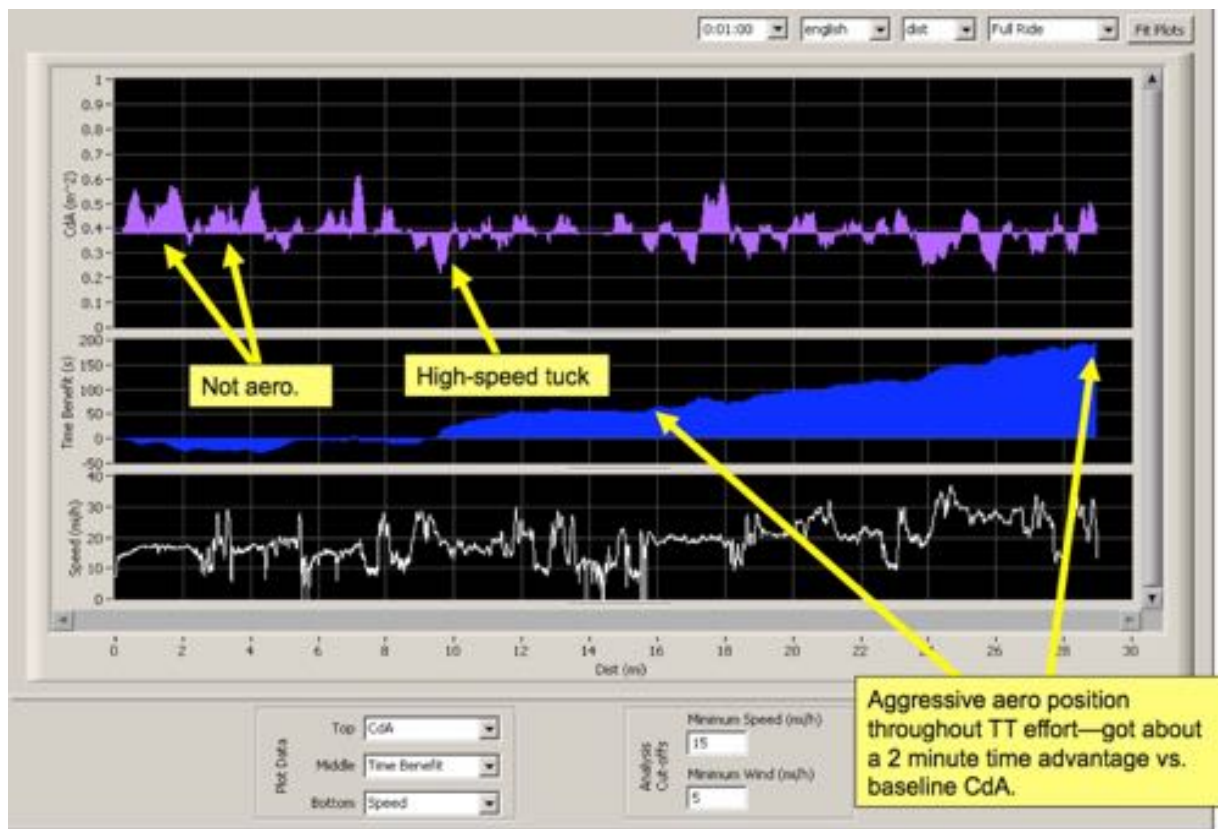 0:01:00 english dist Full Ride Fit Plots
1
0.9
0.8
0.7
0.6
0.5
0.4
0.3
0.2
0.1
0
CdA (m^2)
Not aero.
High-speed tuck
200
150
100
50
0
-50
Time Benefit (s)
40
30
20
10
0
Speed (mi/h)
0 2 4 6 8 10 12 14 16 18 20 22 24 26 28 30
Dist (mi)
Aggressive aero position
throughout TT effort—got about
a 2 minute time advantage vs.
baseline CdA.
Plot Data
Top CdA
Middle Time Benefit
Bottom Speed
Analysis
Cut-offs
Minimum Speed (mi/h)
15
Minimum Wind (mi/h)
5